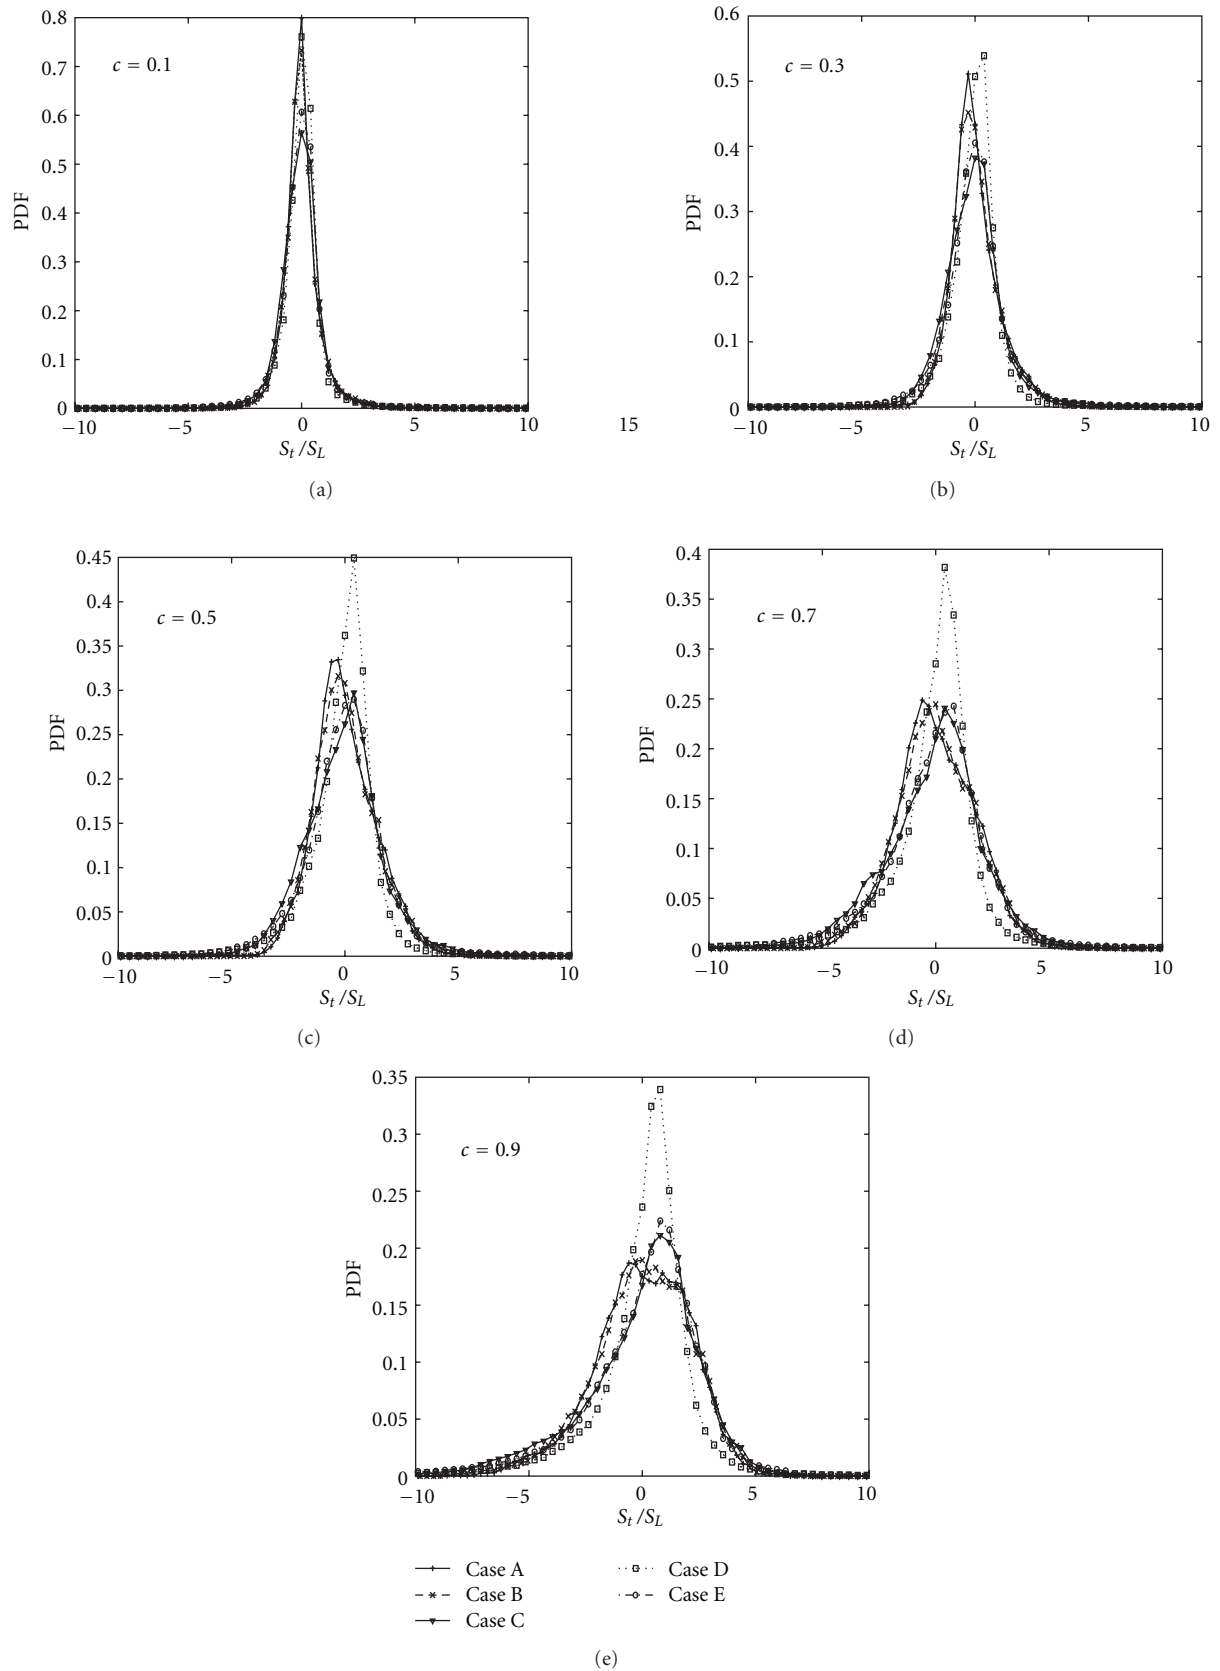 0.8
0.7
0.6
0.5
0.4
0.3
0.2
0.1
0
PDF
c = 0.1
−10
−5
0
5
10
S_t/S_L
(a)
15
0.6
0.5
0.4
0.3
0.2
0.1
0
PDF
c = 0.3
−10
−5
0
5
10
S_t/S_L
(b)
0.45
0.4
0.35
0.3
0.25
0.2
0.15
0.1
0.05
0
PDF
c = 0.5
−10
−5
0
5
10
S_t/S_L
(c)
0.4
0.35
0.3
0.25
0.2
0.15
0.1
0.05
0
PDF
c = 0.7
−10
−5
0
5
10
S_t/S_L
(d)
0.35
0.3
0.25
0.2
0.15
0.1
0.05
0
PDF
c = 0.9
−10
−5
0
5
10
S_t/S_L
Case A
Case B
Case C
Case D
Case E
(e)